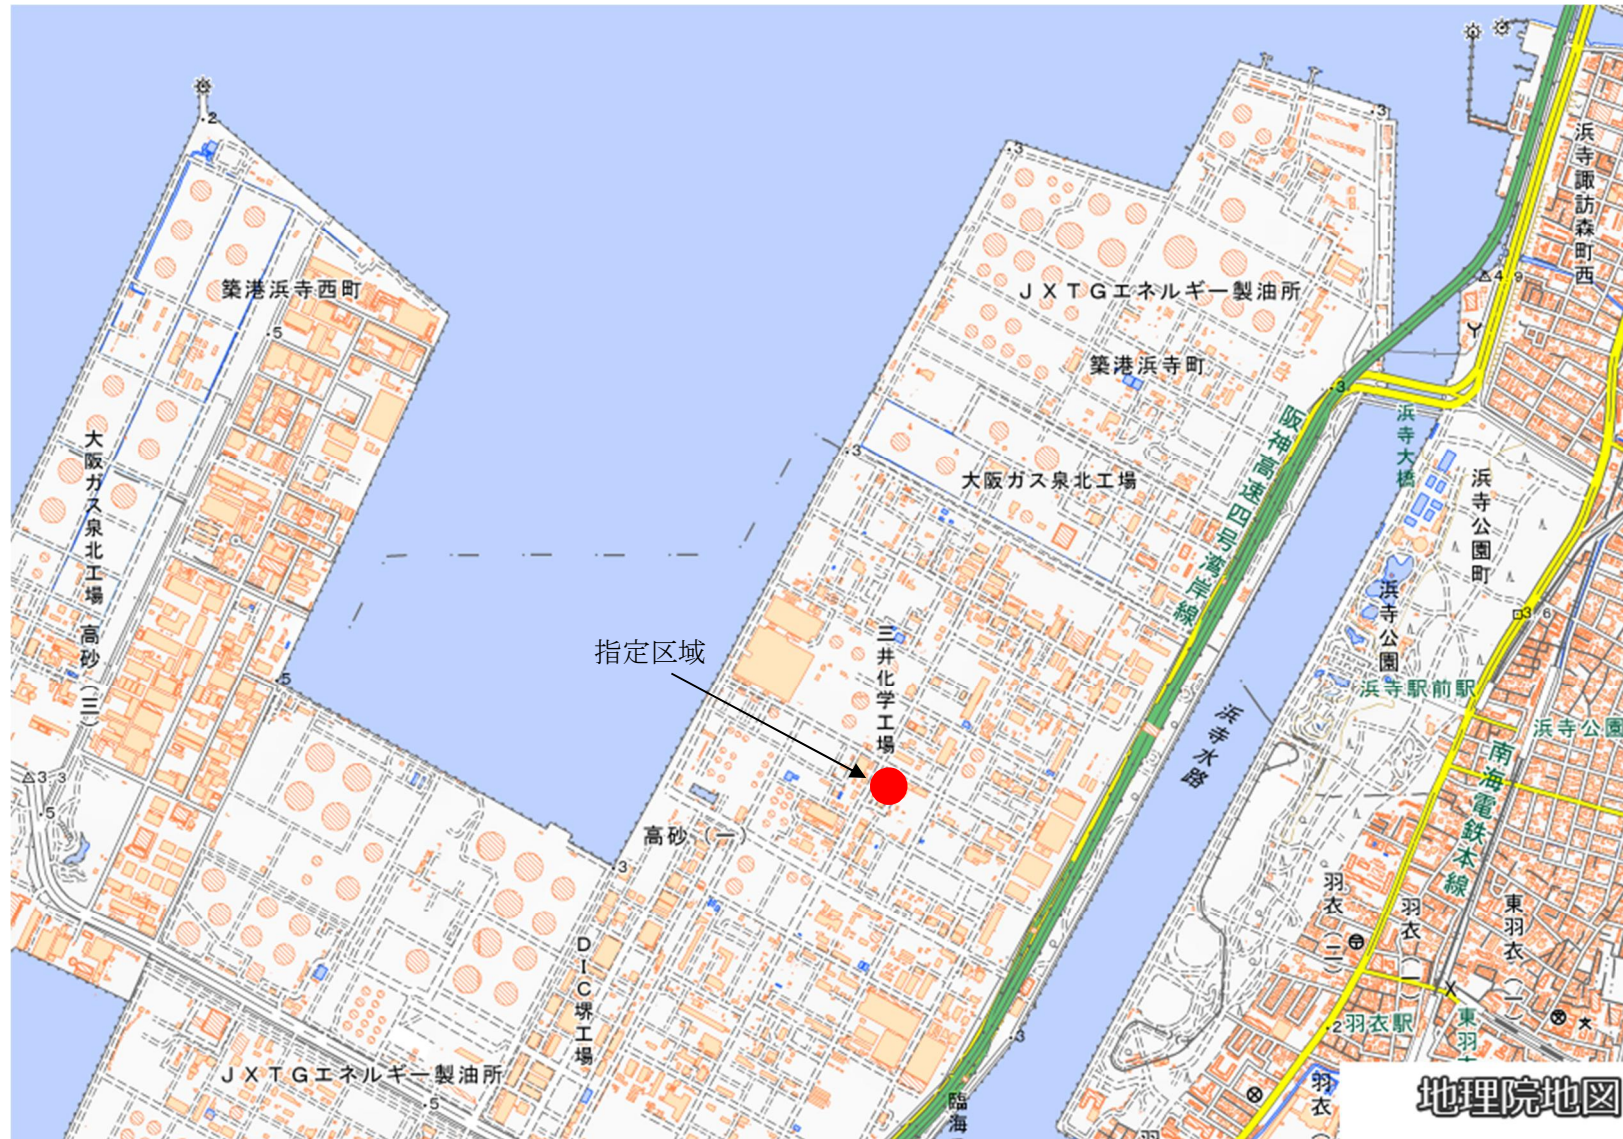 浜寺諏訪森町西
築港浜寺西町
JXTGエネルギー製油所
築港浜寺町
大阪ガス泉北工場
阪神高速四号湾岸線
浜寺大橋
浜寺公園町
大阪ガス泉北工場
浜寺公園
高砂(三)
指定区域
三井化学工場
浜寺駅前駅
浜寺公園
浜寺水路
南海電鉄本線
高砂(一)
羽衣(二)
羽衣(一)
東羽衣(一)
DIC堺工場
羽衣駅
東羽
JXTGエネルギー製油所
臨海
羽衣
地理院地図